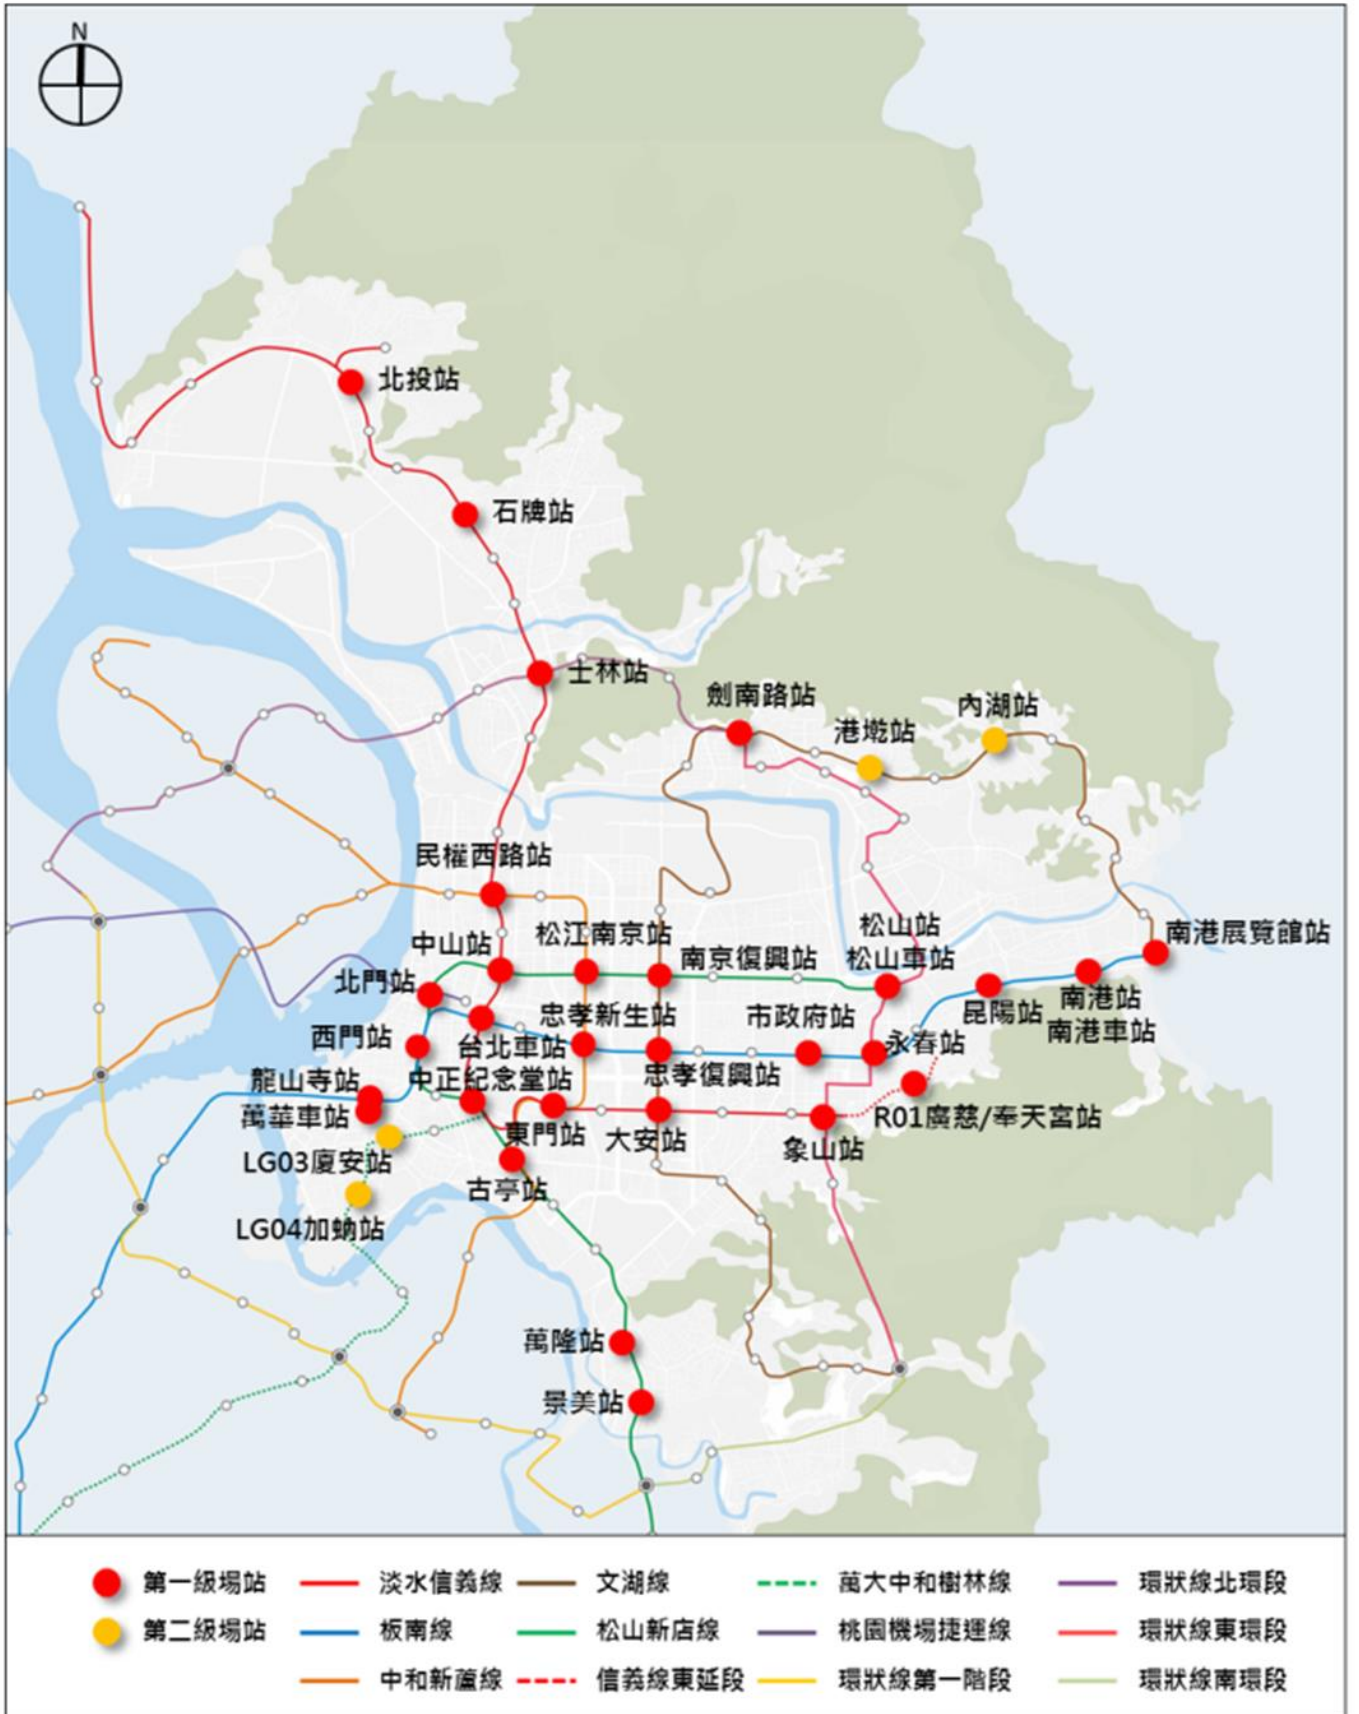 N
北投站
石牌站
士林站
劍南路站
港墘站
內湖站
民權西路站
中山站
松江南京站
南京復興站
松山站
松山車站
南港展覽館站
北門站
西門站
台北車站
忠孝新生站
忠孝復興站
市政府站
永春站
昆陽站
南港站
南港車站
龍山寺站
萬華車站
中正紀念堂站
東門站
大安站
象山站
R01廣慈/奉天宮站
LG03廈安站
LG04加蚋站
古亭站
萬隆站
景美站
第一級場站
淡水信義線
文湖線
萬大中和樹林線
環狀線北環段
第二級場站
板南線
松山新店線
桃園機場捷運線
環狀線東環段
中和新蘆線
信義線東延段
環狀線第一階段
環狀線南環段